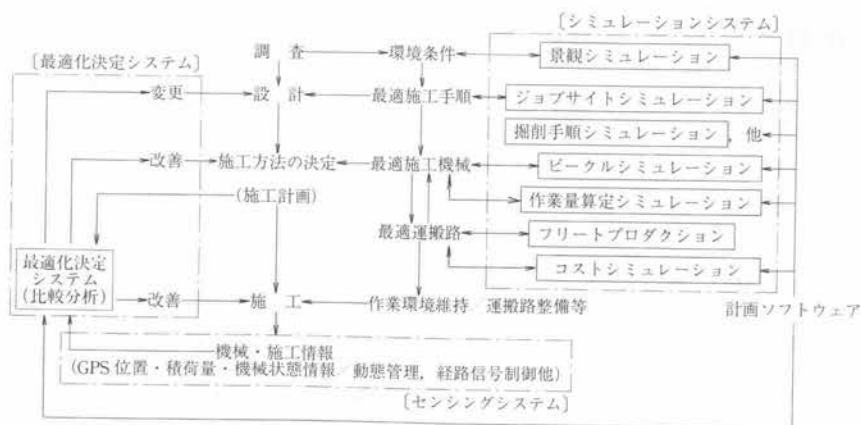 〔シミュレーションシステム〕
調　査
環境条件
景観シミュレーション
〔最適化決定システム〕
変更
設　計
最適施工手順
ジョブサイトシミュレーション
掘削手順シミュレーション, 他
改善
施工方法の決定
最適施工機械
ビークルシミュレーション
(施工計画)
作業量算定シミュレーション
最適運搬路
フリートプロダクション
最適化決定
システム
(比較分析)
コストシミュレーション
改善
施　工
作業環境維持／運搬路整備等
計画ソフトウェア
機械・施工情報
(GPS 位置・積荷量・機械状態情報／動態管理, 経路信号制御他)
〔センシングシステム〕